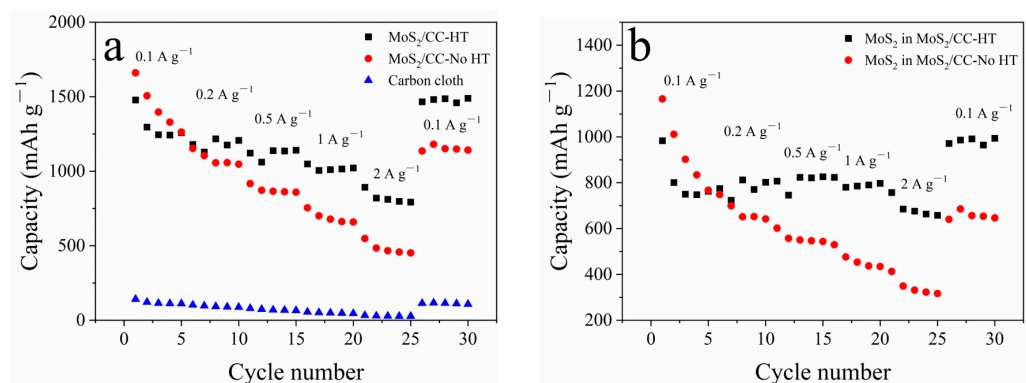 a
MoS₂/CC-HT
MoS₂/CC-No HT
Carbon cloth
0.1 A g⁻¹
0.2 A g⁻¹
0.5 A g⁻¹
1 A g⁻¹
2 A g⁻¹
0.1 A g⁻¹
Capacity (mAh g⁻¹)
2000
1500
1000
500
0
0 5 10 15 20 25 30
Cycle number
b
MoS₂ in MoS₂/CC-HT
MoS₂ in MoS₂/CC-No HT
0.1 A g⁻¹
0.2 A g⁻¹
0.5 A g⁻¹
1 A g⁻¹
2 A g⁻¹
0.1 A g⁻¹
Capacity (mAh g⁻¹)
1400
1200
1000
800
600
400
200
0 5 10 15 20 25 30
Cycle number